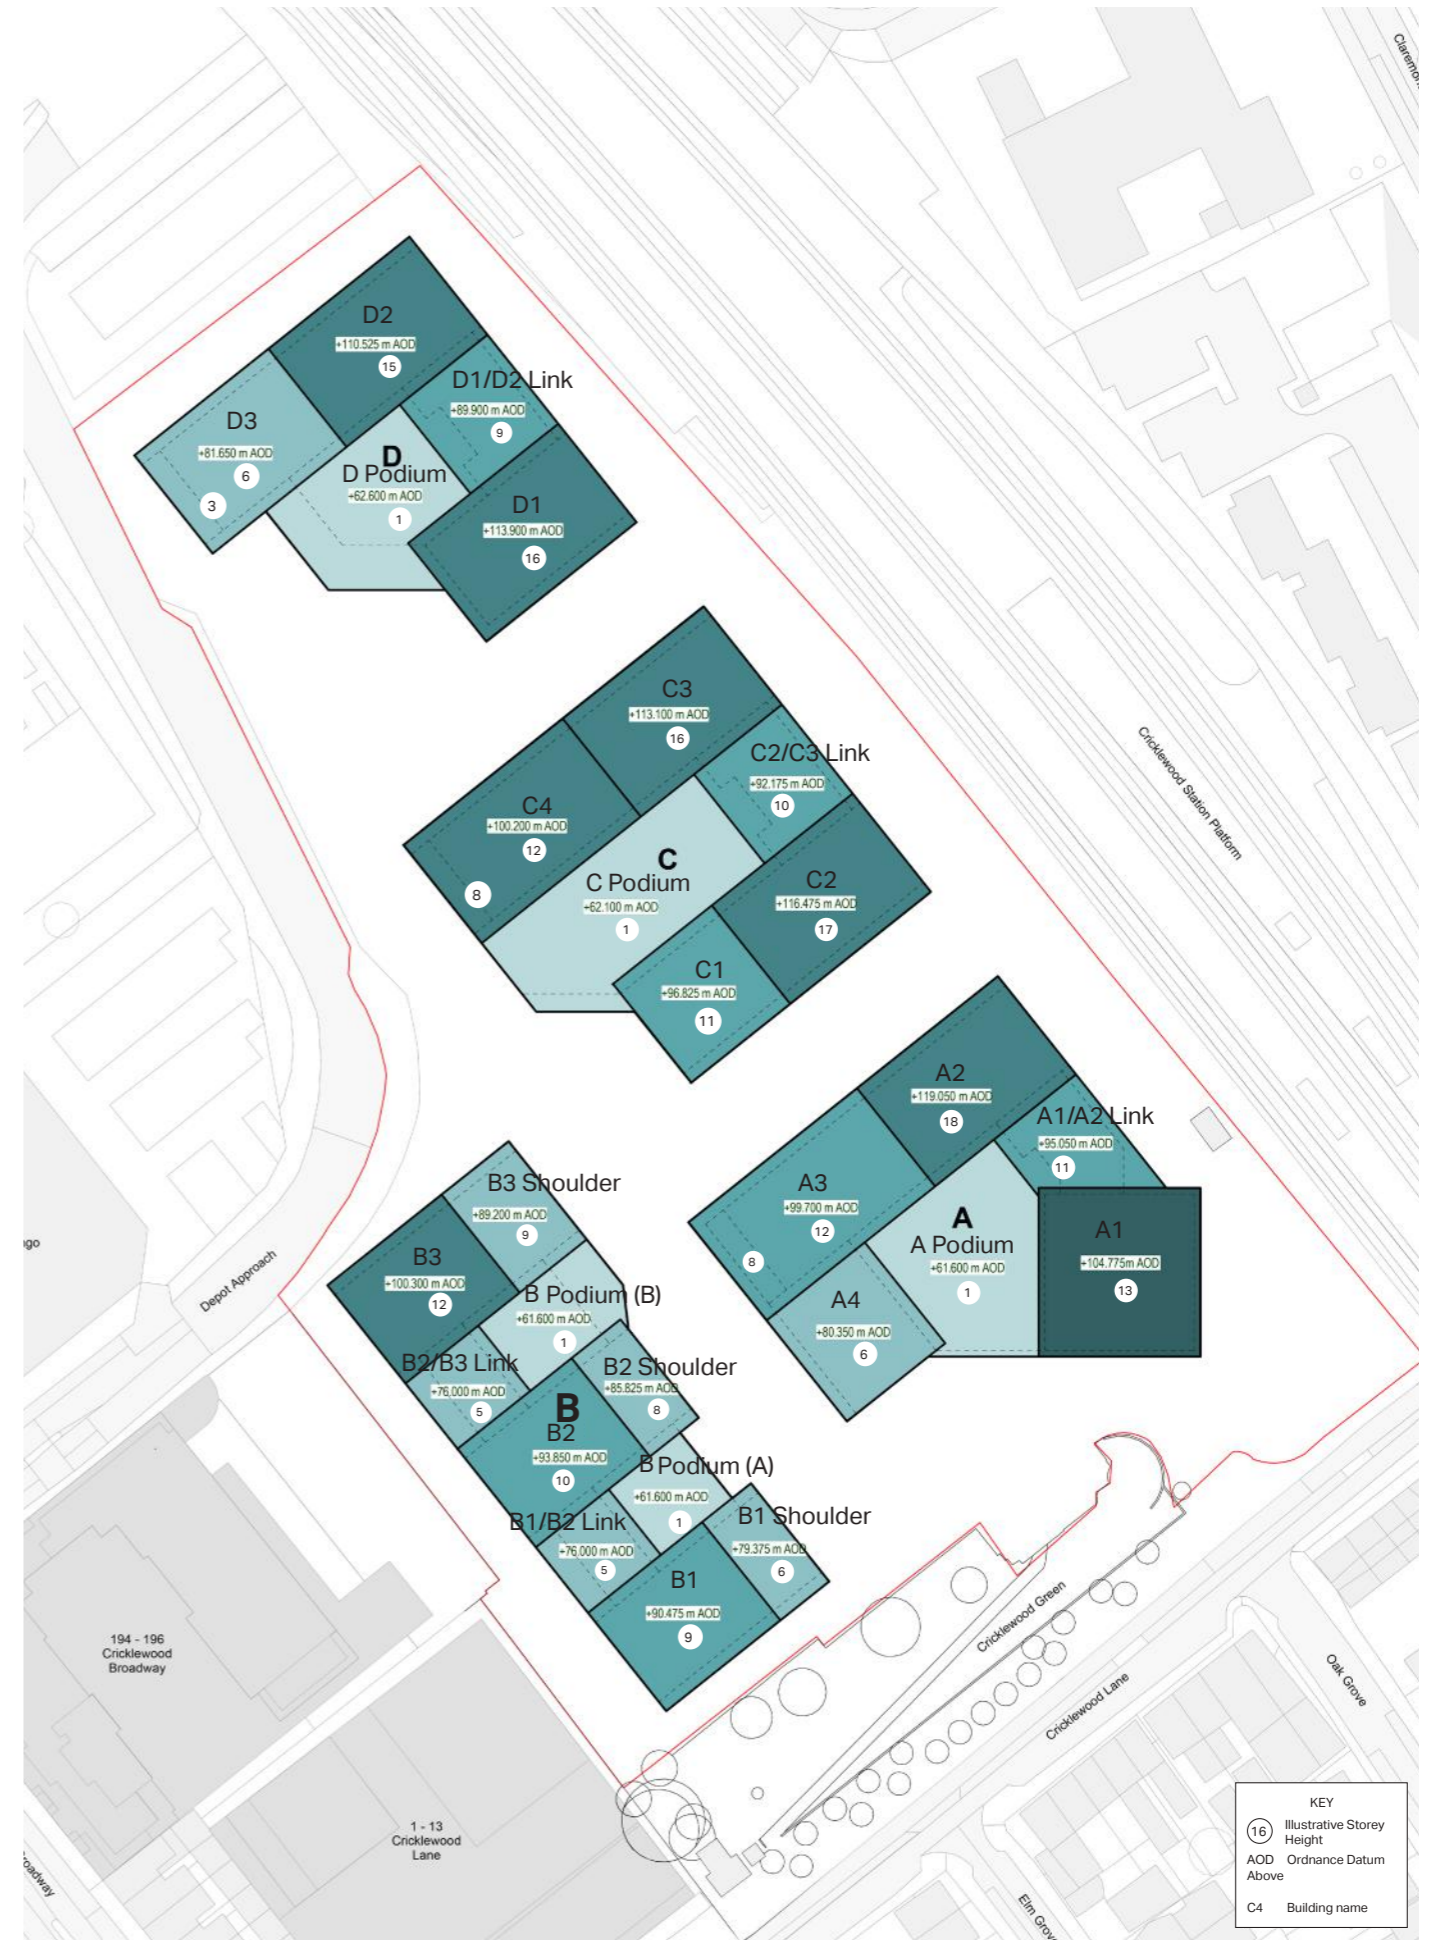 Claremon
D2
+110.525 m AOD
15
D1/D2 Link
+89.900 m AOD
9
D3
+81.650 m AOD
6
3
D
D Podium
+62.600 m AOD
1
D1
+113.900 m AOD
16
C3
+113.100 m AOD
16
C2/C3 Link
+92.175 m AOD
10
Cricklewood Station Platform
C4
+100.200 m AOD
12
8
C
C Podium
+62.100 m AOD
1
C2
+116.475 m AOD
17
C1
+96.825 m AOD
11
A2
+119.050 m AOD
18
A1/A2 Link
+95.050 m AOD
11
A3
+99.700 m AOD
12
8
A
A Podium
+61.600 m AOD
1
A1
+104.775m AOD
13
A4
+80.350 m AOD
6
B3 Shoulder
+89.200 m AOD
9
B3
+100.300 m AOD
12
B Podium (B)
+61.600 m AOD
1
B2/B3 Link
+76.000 m AOD
5
B2 Shoulder
+85.825 m AOD
8
B
B2
+93.850 m AOD
10
B Podium (A)
+61.600 m AOD
1
B1/B2 Link
+76.000 m AOD
5
B1 Shoulder
+79.375 m AOD
6
B1
+90.475 m AOD
9
Depot Approach
194 - 196
Cricklewood
Broadway
1 - 13
Cricklewood
Lane
Cricklewood Green
Cricklewood Lane
Oak Grove
Elm Grov
roadway
KEY
16 Illustrative Storey
Height
AOD Ordnance Datum
Above
C4 Building name